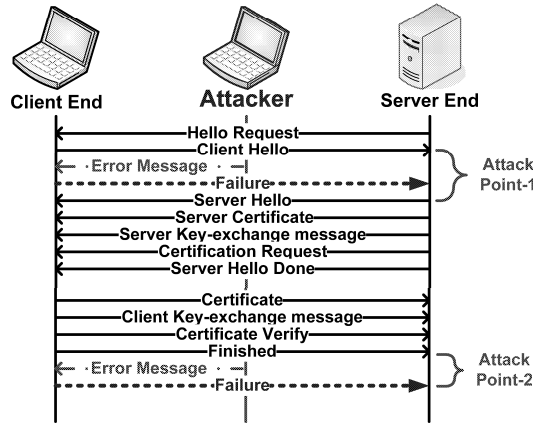 Client End
Attacker
Server End
Hello Request
Client Hello
Error Message
Failure
Attack
Point-1
Server Hello
Server Certificate
Server Key-exchange message
Certification Request
Server Hello Done
Certificate
Client Key-exchange message
Certificate Verify
Finished
Error Message
Failure
Attack
Point-2